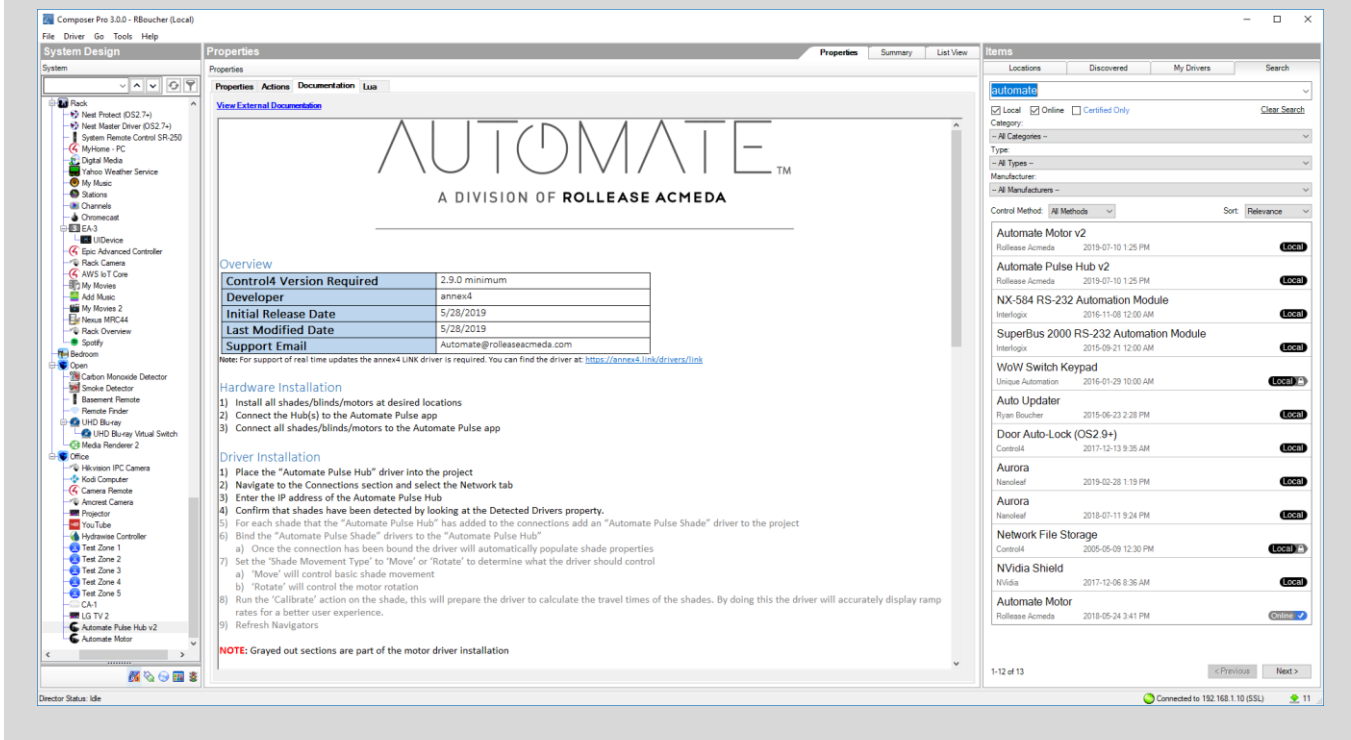 Composer Pro 3.0.0 - RBoucher (Local)
File Driver Go Tools Help
System Design
System
Rack
Nest Protect (OS2.7+)
Nest Master Driver (OS2.7+)
System Remote Control SR-250
MyHome - PC
Digital Media
Yahoo Weather Service
My Music
Stations
Channels
Chromecast
EA-3
UIDevice
Epic Advanced Controller
Rack Camera
AWS IoT Core
My Movies
Add Music
My Movies 2
Nexus MRC44
Rack Overview
Spotify
Bedroom
Open
Carbon Monoxide Detector
Smoke Detector
Basement Remote
Remote Finder
UHD Blu-ray
UHD Blu-ray Virtual Switch
Media Renderer 2
Office
Hikvision IPC Camera
Kodi Computer
Camera Remote
Amcrest Camera
Projector
YouTube
Hydrawise Controller
Test Zone 1
Test Zone 2
Test Zone 3
Test Zone 4
Test Zone 5
CA-1
LG TV 2
Automate Pulse Hub v2
Automate Motor
Director Status: Idle
Properties
Properties Summary List View
Properties
Properties Actions Documentation Lua
View External Documentation
AUTOMATE TM
A DIVISION OF ROLLEASE ACMEDA
Overview
Control4 Version Required 2.9.0 minimum
Developer annex4
Initial Release Date 5/28/2019
Last Modified Date 5/28/2019
Support Email Automate@rolleaseacmeda.com
Note: For support of real time updates the annex4 LINK driver is required. You can find the driver at: https://annex4.link/drivers/link
Hardware Installation
1) Install all shades/blinds/motors at desired locations
2) Connect the Hub(s) to the Automate Pulse app
3) Connect all shades/blinds/motors to the Automate Pulse app
Driver Installation
1) Place the “Automate Pulse Hub” driver into the project
2) Navigate to the Connections section and select the Network tab
3) Enter the IP address of the Automate Pulse Hub
4) Confirm that shades have been detected by looking at the Detected Drivers property.
5) For each shade that the “Automate Pulse Hub” has added to the connections add an “Automate Pulse Shade” driver to the project
6) Bind the “Automate Pulse Shade” drivers to the “Automate Pulse Hub”
a) Once the connection has been bound the driver will automatically populate shade properties
7) Set the ‘Shade Movement Type’ to ‘Move’ or ‘Rotate’ to determine what the driver should control
a) ‘Move’ will control basic shade movement
b) ‘Rotate’ will control the motor rotation
8) Run the ‘Calibrate’ action on the shade, this will prepare the driver to calculate the travel times of the shades. By doing this the driver will accurately display ramp
rates for a better user experience.
9) Refresh Navigators
NOTE: Grayed out sections are part of the motor driver installation
Items
Locations Discovered My Drivers Search
automate
Local Online Certified Only Clear Search
Category:
-- All Categories --
Type:
-- All Types --
Manufacturer:
-- All Manufacturers --
Control Method: All Methods Sort: Relevance
Automate Motor v2
Rollease Acmeda 2019-07-10 1:25 PM Local
Automate Pulse Hub v2
Rollease Acmeda 2019-07-10 1:25 PM Local
NX-584 RS-232 Automation Module
Interlogix 2016-11-08 12:00 AM Local
SuperBus 2000 RS-232 Automation Module
Interlogix 2015-09-21 12:00 AM Local
WoW Switch Keypad
Unique Automation 2016-01-29 10:00 AM Local
Auto Updater
Ryan Boucher 2015-06-23 2:28 PM Local
Door Auto-Lock (OS2.9+)
Control4 2017-12-13 9:35 AM Local
Aurora
Nanoleaf 2019-02-28 1:19 PM Local
Aurora
Nanoleaf 2018-07-11 9:24 PM Local
Network File Storage
Control4 2005-05-09 12:30 PM Local
NVidia Shield
NVidia 2017-12-06 8:36 AM Local
Automate Motor
Rollease Acmeda 2018-05-24 3:41 PM Online
1-12 of 13 < Previous Next >
Connected to 192.168.1.10 (SSL) 11